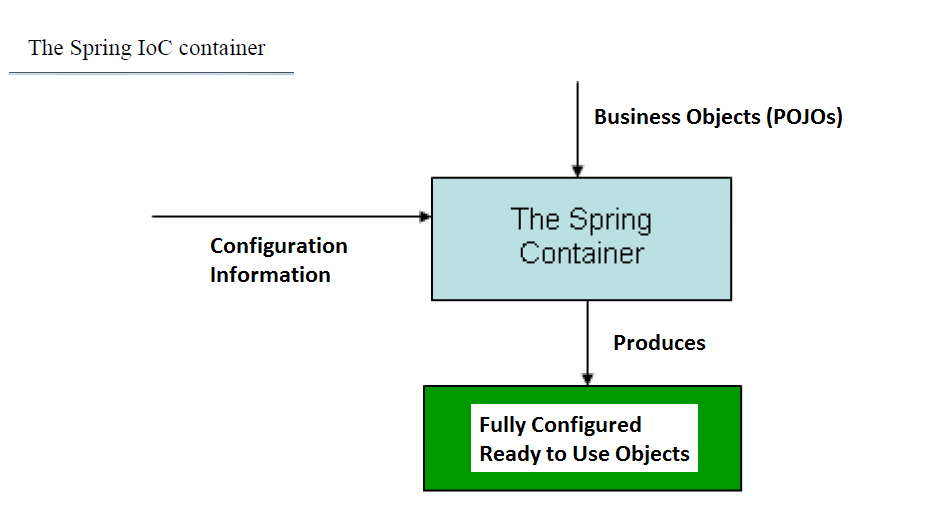 The Spring IoC container
Business Objects (POJOs)
The Spring
Container
Configuration
Information
Produces
Fully Configured
Ready to Use Objects